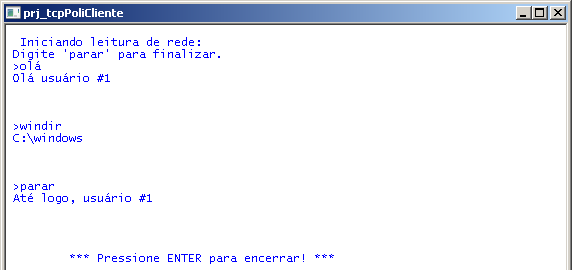 prj_tcpPoliCliente
Iniciando leitura de rede:
Digite 'parar' para finalizar.
>olá
Olá usuário #1
>windir
C:\windows
>parar
Até logo, usuário #1
*** Pressione ENTER para encerrar! ***